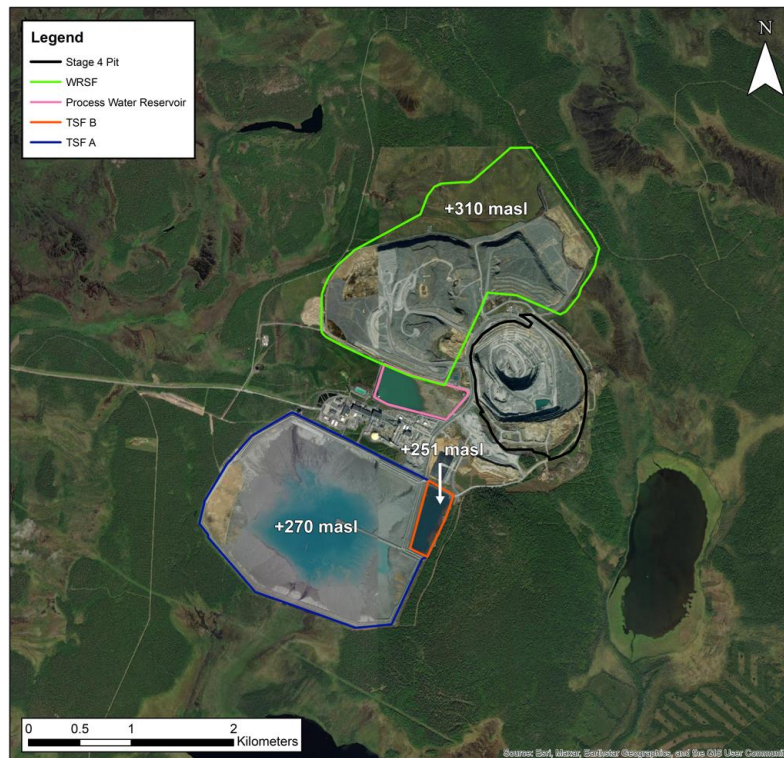 Legend
Stage 4 Pit
WRSF
Process Water Reservoir
TSF B
TSF A
N
+310 masl
+251 masl
+270 masl
0 0.5 1 2
Kilometers
Source: Esri, Maxar, Earthstar Geographics, and the GIS User Communi